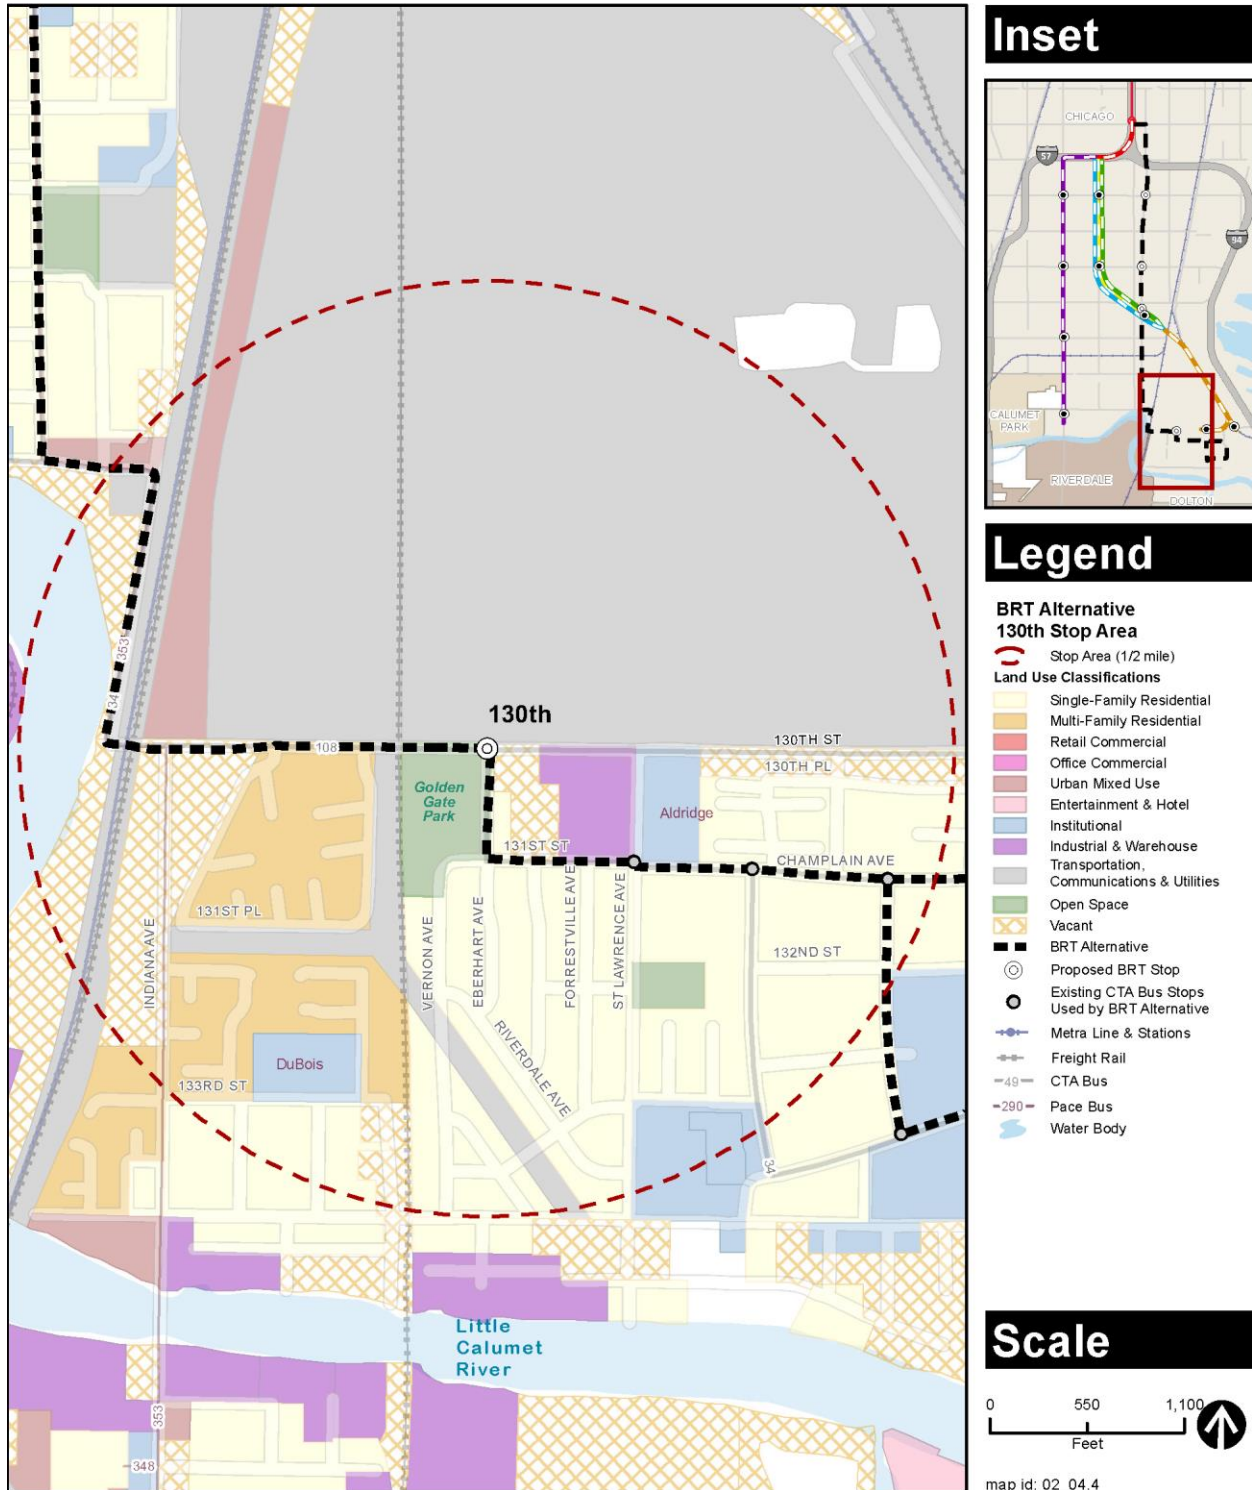 Inset
CHICAGO
57
94
CALUMET
PARK
RIVERDALE
DOLTON
353
34
130th
108
130TH ST
130TH PL
Golden
Gate
Park
Aldridge
131ST ST
CHAMPLAIN AVE
131ST PL
INDIANA AVE
VERNON AVE
EBERHART AVE
FORRESTVILLE AVE
ST LAWRENCE AVE
132ND ST
RIVERDALE AVE
DuBois
133RD ST
34
Little
Calumet
River
353
348
Legend
BRT Alternative
130th Stop Area
Stop Area (1/2 mile)
Land Use Classifications
Single-Family Residential
Multi-Family Residential
Retail Commercial
Office Commercial
Urban Mixed Use
Entertainment & Hotel
Institutional
Industrial & Warehouse
Transportation,
Communications & Utilities
Open Space
Vacant
BRT Alternative
Proposed BRT Stop
Existing CTA Bus Stops
Used by BRT Alternative
Metra Line & Stations
Freight Rail
49 CTA Bus
290 Pace Bus
Water Body
Scale
0 550 1,100
Feet
map id: 02_04.4